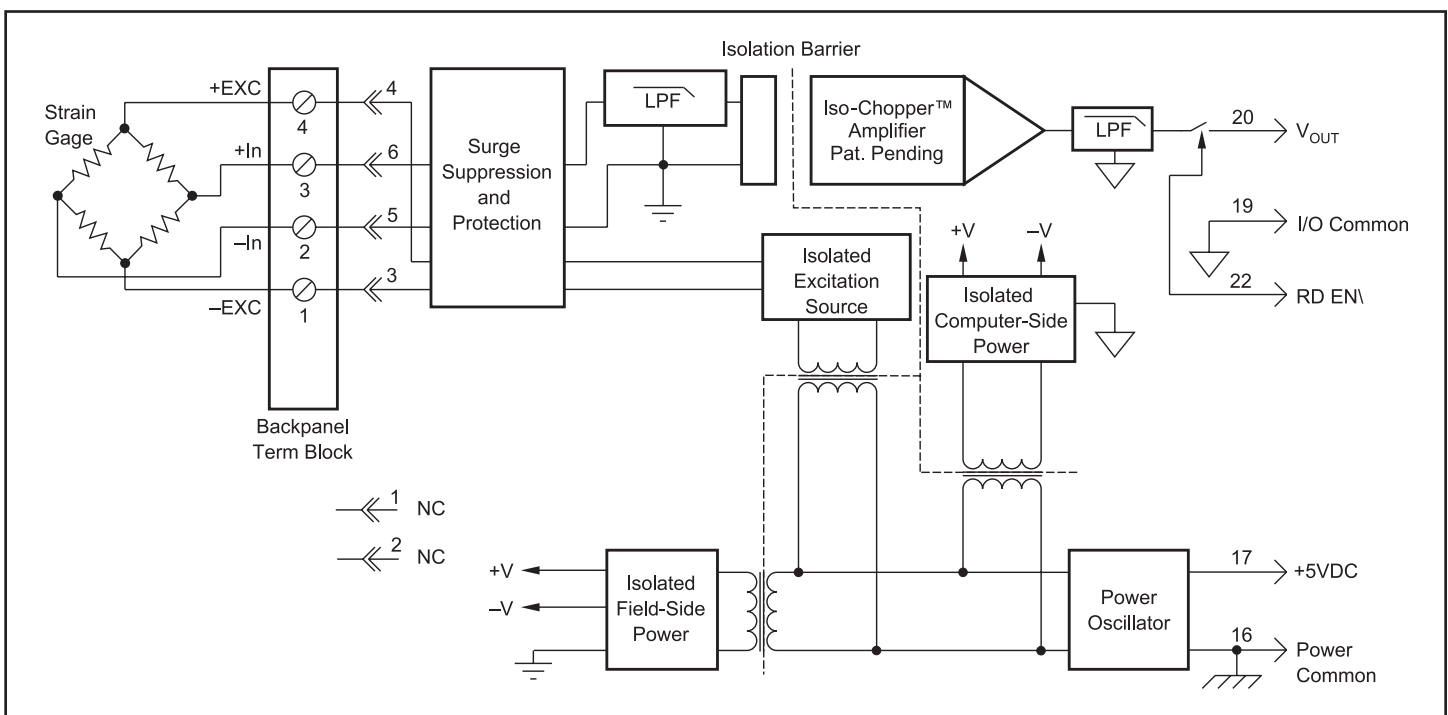 Isolation Barrier
+EXC
4
4
Strain
Gage
+In
3
6
–In
2
5
–EXC
1
3
Backpanel
Term Block
Surge
Suppression
and
Protection
LPF
Iso-Chopper™
Amplifier
Pat. Pending
LPF
20
VOUT
19
I/O Common
22
RD EN\
Isolated
Excitation
Source
+V
–V
Isolated
Computer-Side
Power
1
NC
2
NC
+V
–V
Isolated
Field-Side
Power
Power
Oscillator
17
+5VDC
16
Power
Common